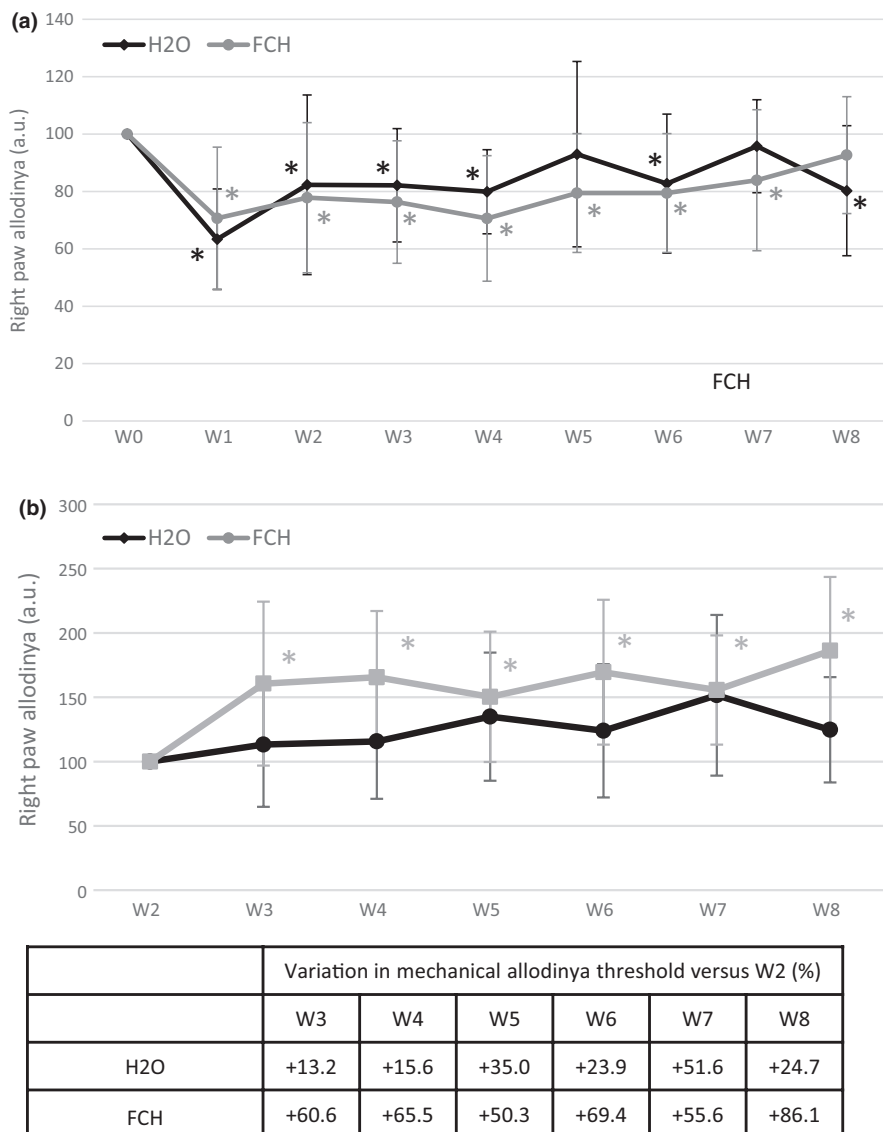 (a)
140
120
100
80
60
40
20
0
Right paw allodinya (a.u.)
H2O FCH
* * * * * *
* * * * * * *
FCH
W0 W1 W2 W3 W4 W5 W6 W7 W8
(b)
300
250
200
150
100
50
0
Right paw allodinya (a.u.)
H2O FCH
* * * * * *
W2 W3 W4 W5 W6 W7 W8
Variation in mechanical allodinya threshold versus W2 (%)
W3 W4 W5 W6 W7 W8
H2O +13.2 +15.6 +35.0 +23.9 +51.6 +24.7
FCH +60.6 +65.5 +50.3 +69.4 +55.6 +86.1